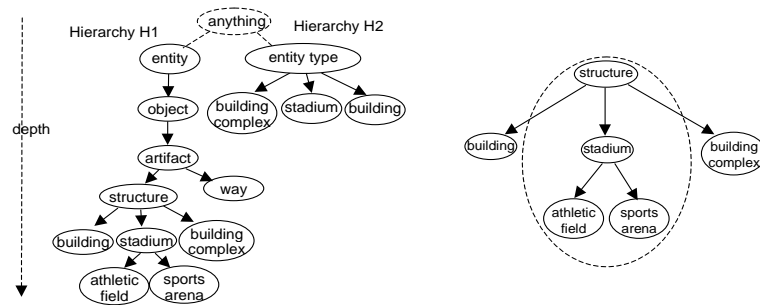 anything
Hierarchy H1
Hierarchy H2
entity
entity type
object
building
complex
stadium
building
depth
artifact
way
structure
building
stadium
building
complex
athletic
field
sports
arena
structure
building
stadium
building
complex
athletic
field
sports
arena